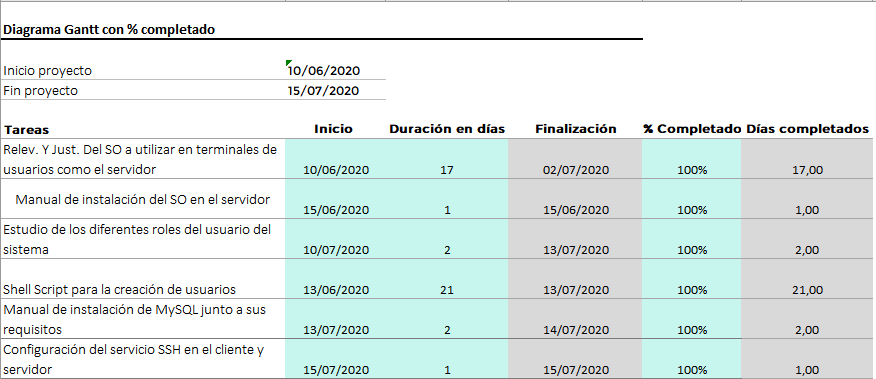 Diagrama Gantt con % completado
Inicio proyecto 10/06/2020
Fin proyecto 15/07/2020
Tareas Inicio Duración en días Finalización % Completado Días completados
Relev. Y Just. Del SO a utilizar en terminales de
usuarios como el servidor 10/06/2020 17 02/07/2020 100% 17,00
Manual de instalación del SO en el servidor
15/06/2020 1 15/06/2020 100% 1,00
Estudio de los diferentes roles del usuario del
sistema 10/07/2020 2 13/07/2020 100% 2,00
Shell Script para la creación de usuarios 13/06/2020 21 13/07/2020 100% 21,00
Manual de instalación de MySQL junto a sus
requisitos 13/07/2020 2 14/07/2020 100% 2,00
Configuración del servicio SSH en el cliente y
servidor 15/07/2020 1 15/07/2020 100% 1,00